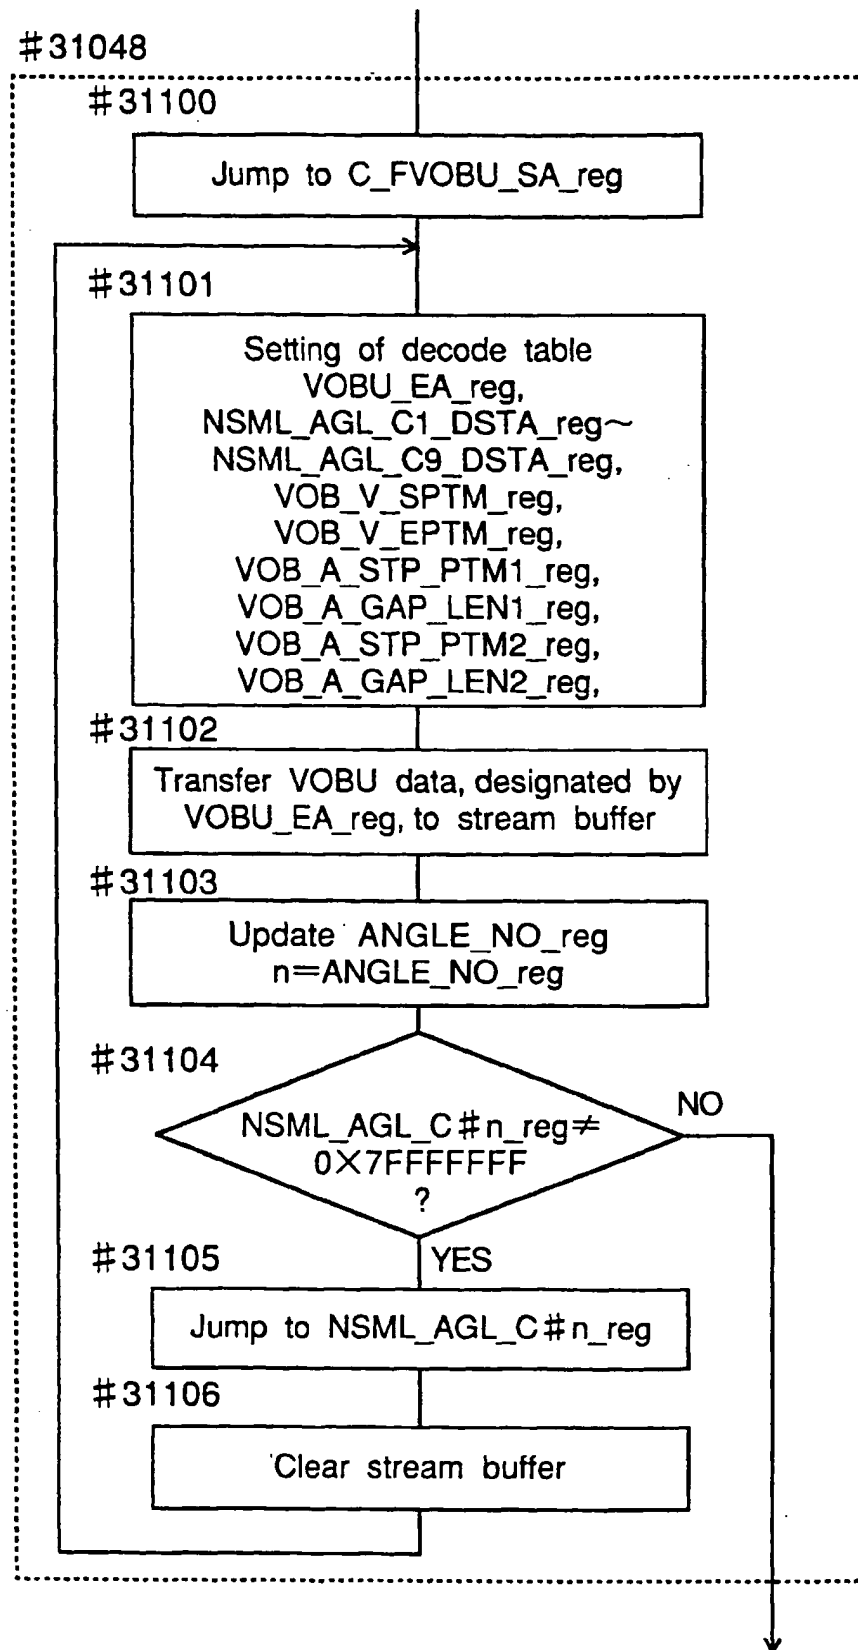 #31048
#31100
Jump to C_FVOBU_SA_reg
#31101
Setting of decode table
VOBU_EA_reg,
NSML_AGL_C1_DSTA_reg~
NSML_AGL_C9_DSTA_reg,
VOB_V_SPTM_reg,
VOB_V_EPTM_reg,
VOB_A_STP_PTM1_reg,
VOB_A_GAP_LEN1_reg,
VOB_A_STP_PTM2_reg,
VOB_A_GAP_LEN2_reg,
#31102
Transfer VOBU data, designated by
VOBU_EA_reg, to stream buffer
#31103
Update ANGLE_NO_reg
n=ANGLE_NO_reg
#31104
NO
NSML_AGL_C#n_reg≠
0X7FFFFFFF
?
#31105
YES
Jump to NSML_AGL_C#n_reg
#31106
Clear stream buffer